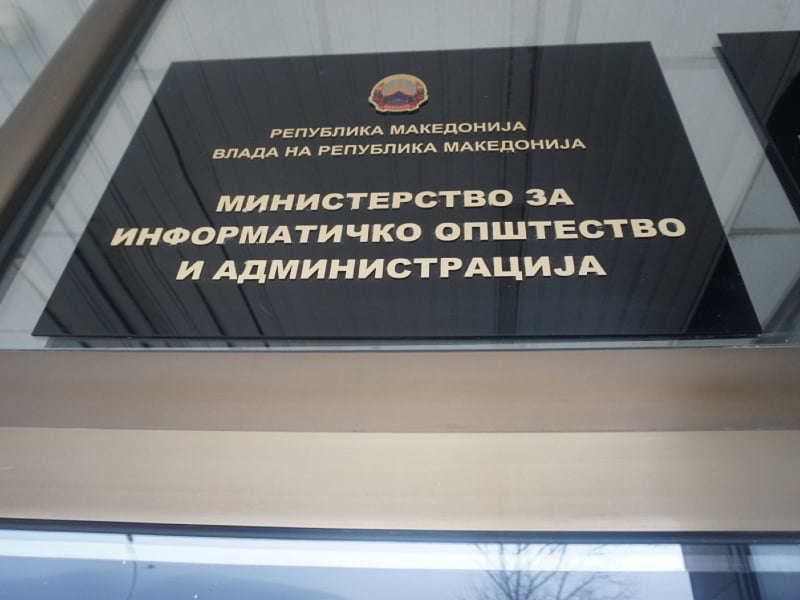 РЕПУБЛИКА МАКЕДОНИЈА
ВЛАДА НА РЕПУБЛИКА МАКЕДОНИЈА
МИНИСТЕРСТВО ЗА
ИНФОРМАТИЧКО ОПШТЕСТВО
И АДМИНИСТРАЦИЈА